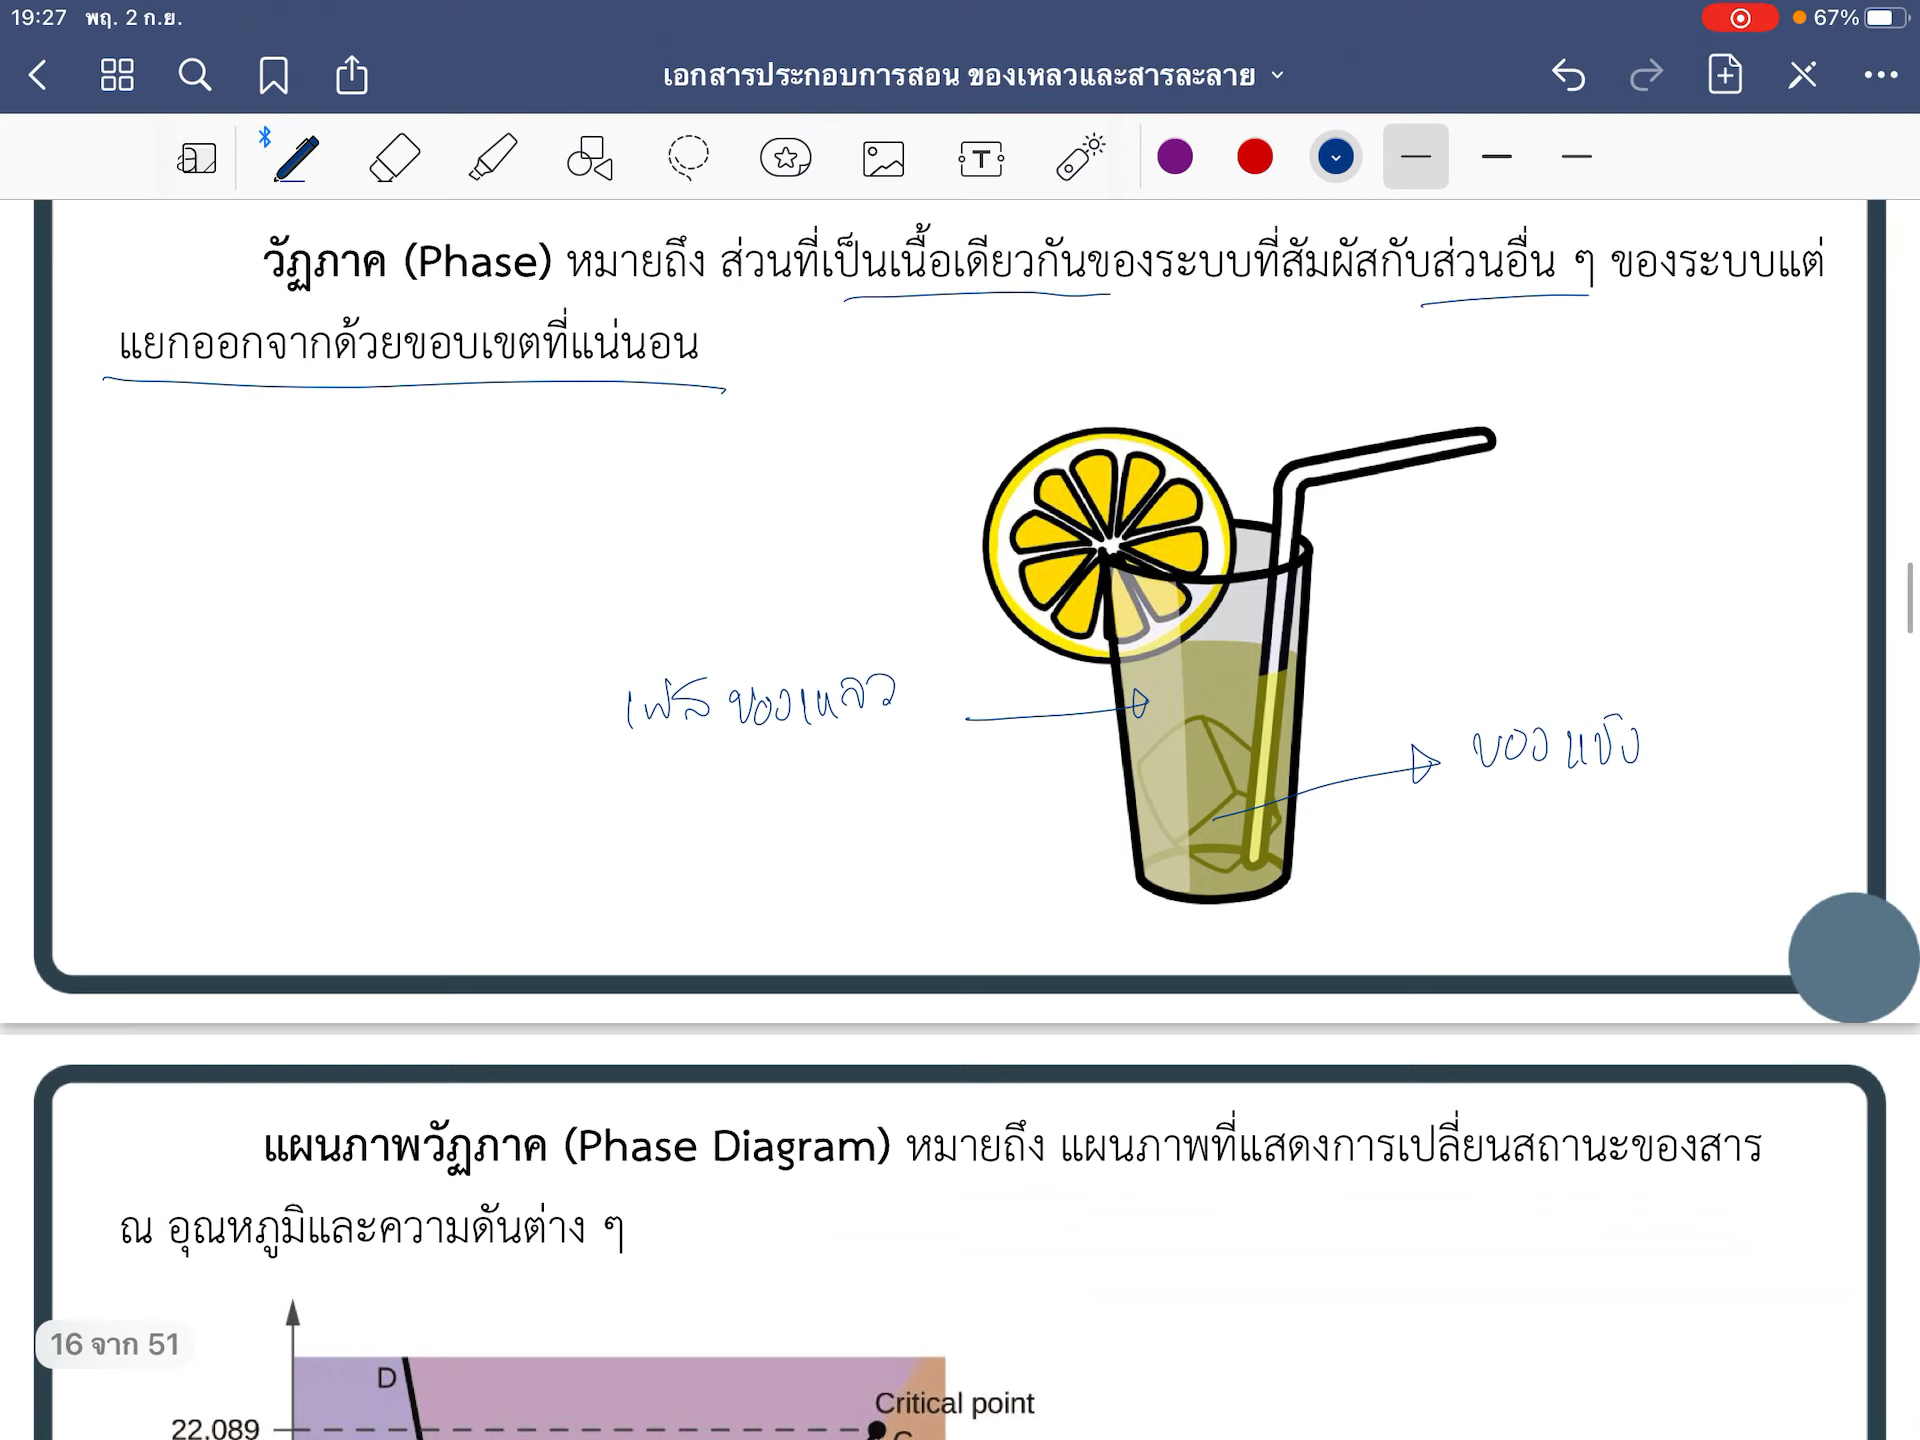 19:27 พฤ. 2 ก.ย.
67%
เอกสารประกอบการสอน ของเหลวและสารละลาย
วัฏภาค (Phase) หมายถึง ส่วนที่เป็นเนื้อเดียวกันของระบบที่สัมผัสกับส่วนอื่น ๆ ของระบบแต่
แยกออกจากด้วยขอบเขตที่แน่นอน
เฟส ของเหลว
ของแข็ง
แผนภาพวัฏภาค (Phase Diagram) หมายถึง แผนภาพที่แสดงการเปลี่ยนสถานะของสาร
ณ อุณหภูมิและความดันต่าง ๆ
16 จาก 51
D
Critical point
22,089